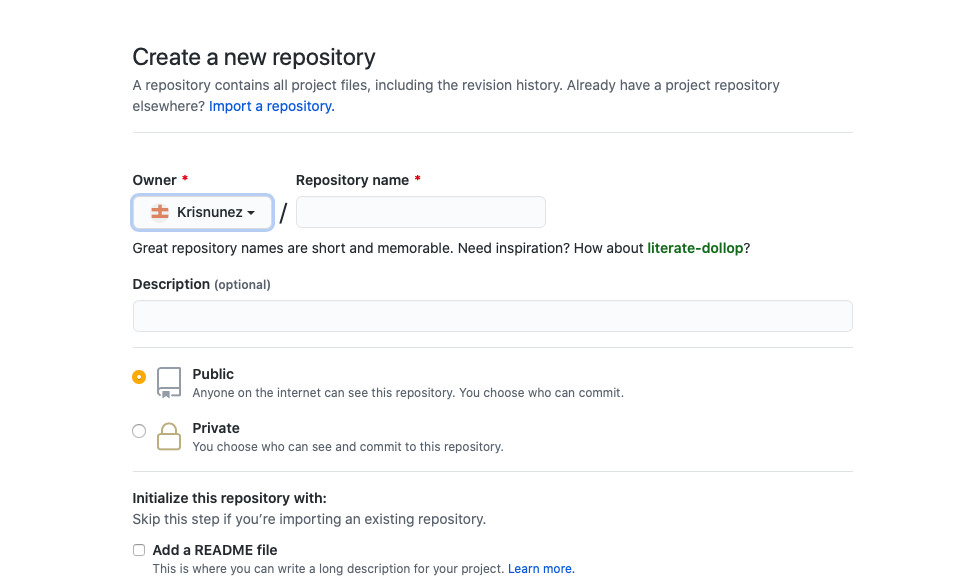 Create a new repository
A repository contains all project files, including the revision history. Already have a project repository
elsewhere? Import a repository.
Owner * Repository name *
Krisnunez /
Great repository names are short and memorable. Need inspiration? How about literate-dollop?
Description (optional)
Public
Anyone on the internet can see this repository. You choose who can commit.
Private
You choose who can see and commit to this repository.
Initialize this repository with:
Skip this step if you’re importing an existing repository.
Add a README file
This is where you can write a long description for your project. Learn more.